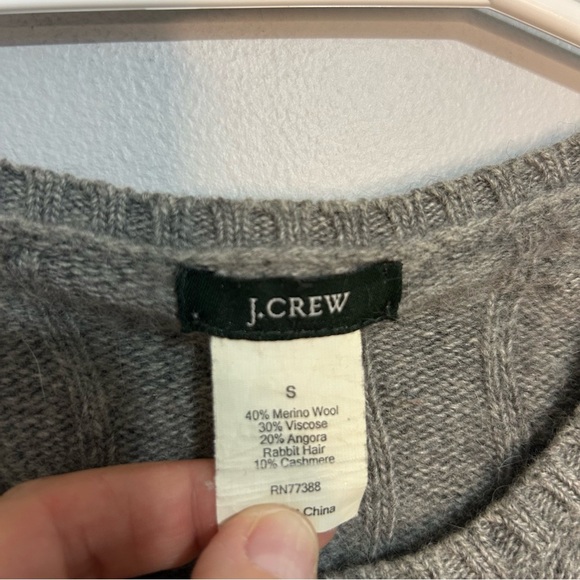 J.CREW
S
40% Merino Wool
30% Viscose
20% Angora
Rabbit Hair
10% Cashmere
RN77388
China